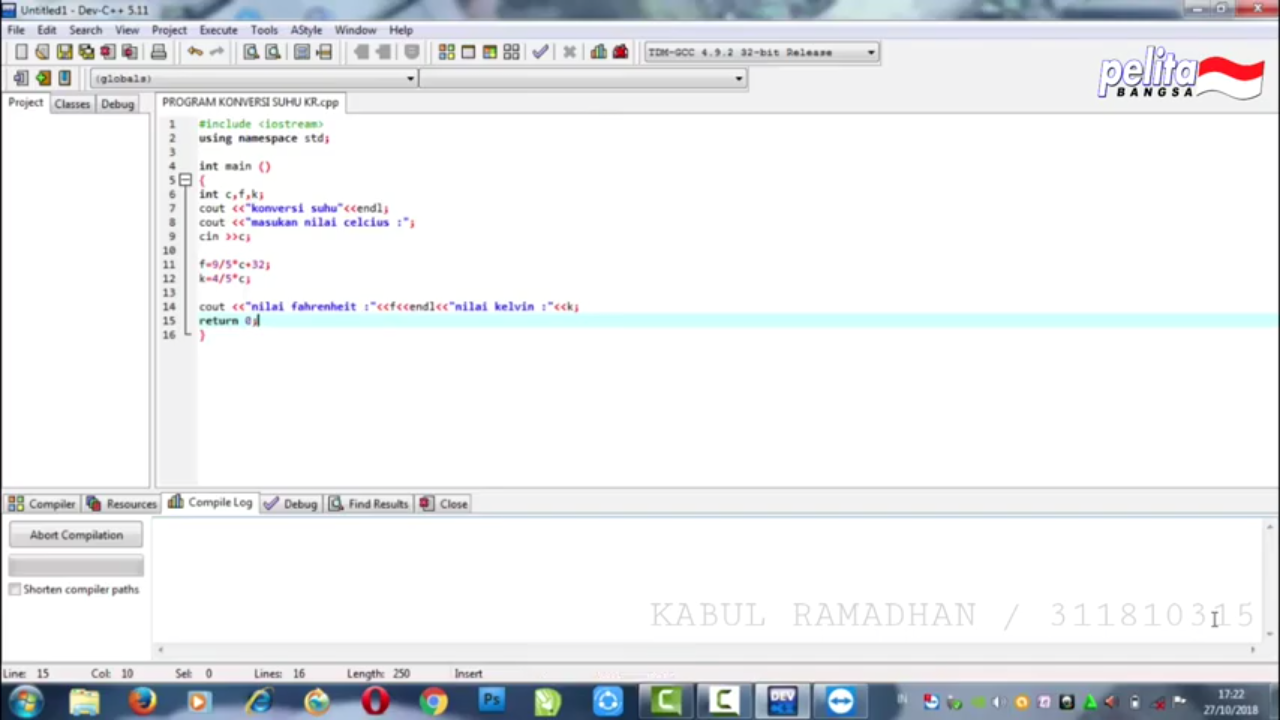 Untitled1 - Dev-C++ 5.11
File Edit Search View Project Execute Tools AStyle Window Help
TDM-GCC 4.9.2 32-bit Release
(globals)
pelita
BANGSA
Project Classes Debug
PROGRAM KONVERSI SUHU KR.cpp
1 #include <iostream>
2 using namespace std;
3
4 int main ()
5 {
6 int c,f,k;
7 cout <<"konversi suhu"<<endl;
8 cout <<"masukan nilai celcius :";
9 cin >>c;
10
11 f=9/5*c+32;
12 k=4/5*c;
13
14 cout <<"nilai fahrenheit :"<<f<<endl<<"nilai kelvin :"<<k;
15 return 0;
16 }
Compiler Resources Compile Log Debug Find Results Close
Abort Compilation
Shorten compiler paths
KABUL RAMADHAN / 311810315
Line: 15 Col: 10 Sel: 0 Lines: 16 Length: 250 Insert
Ps
DEV
IN
17:22
27/10/2018